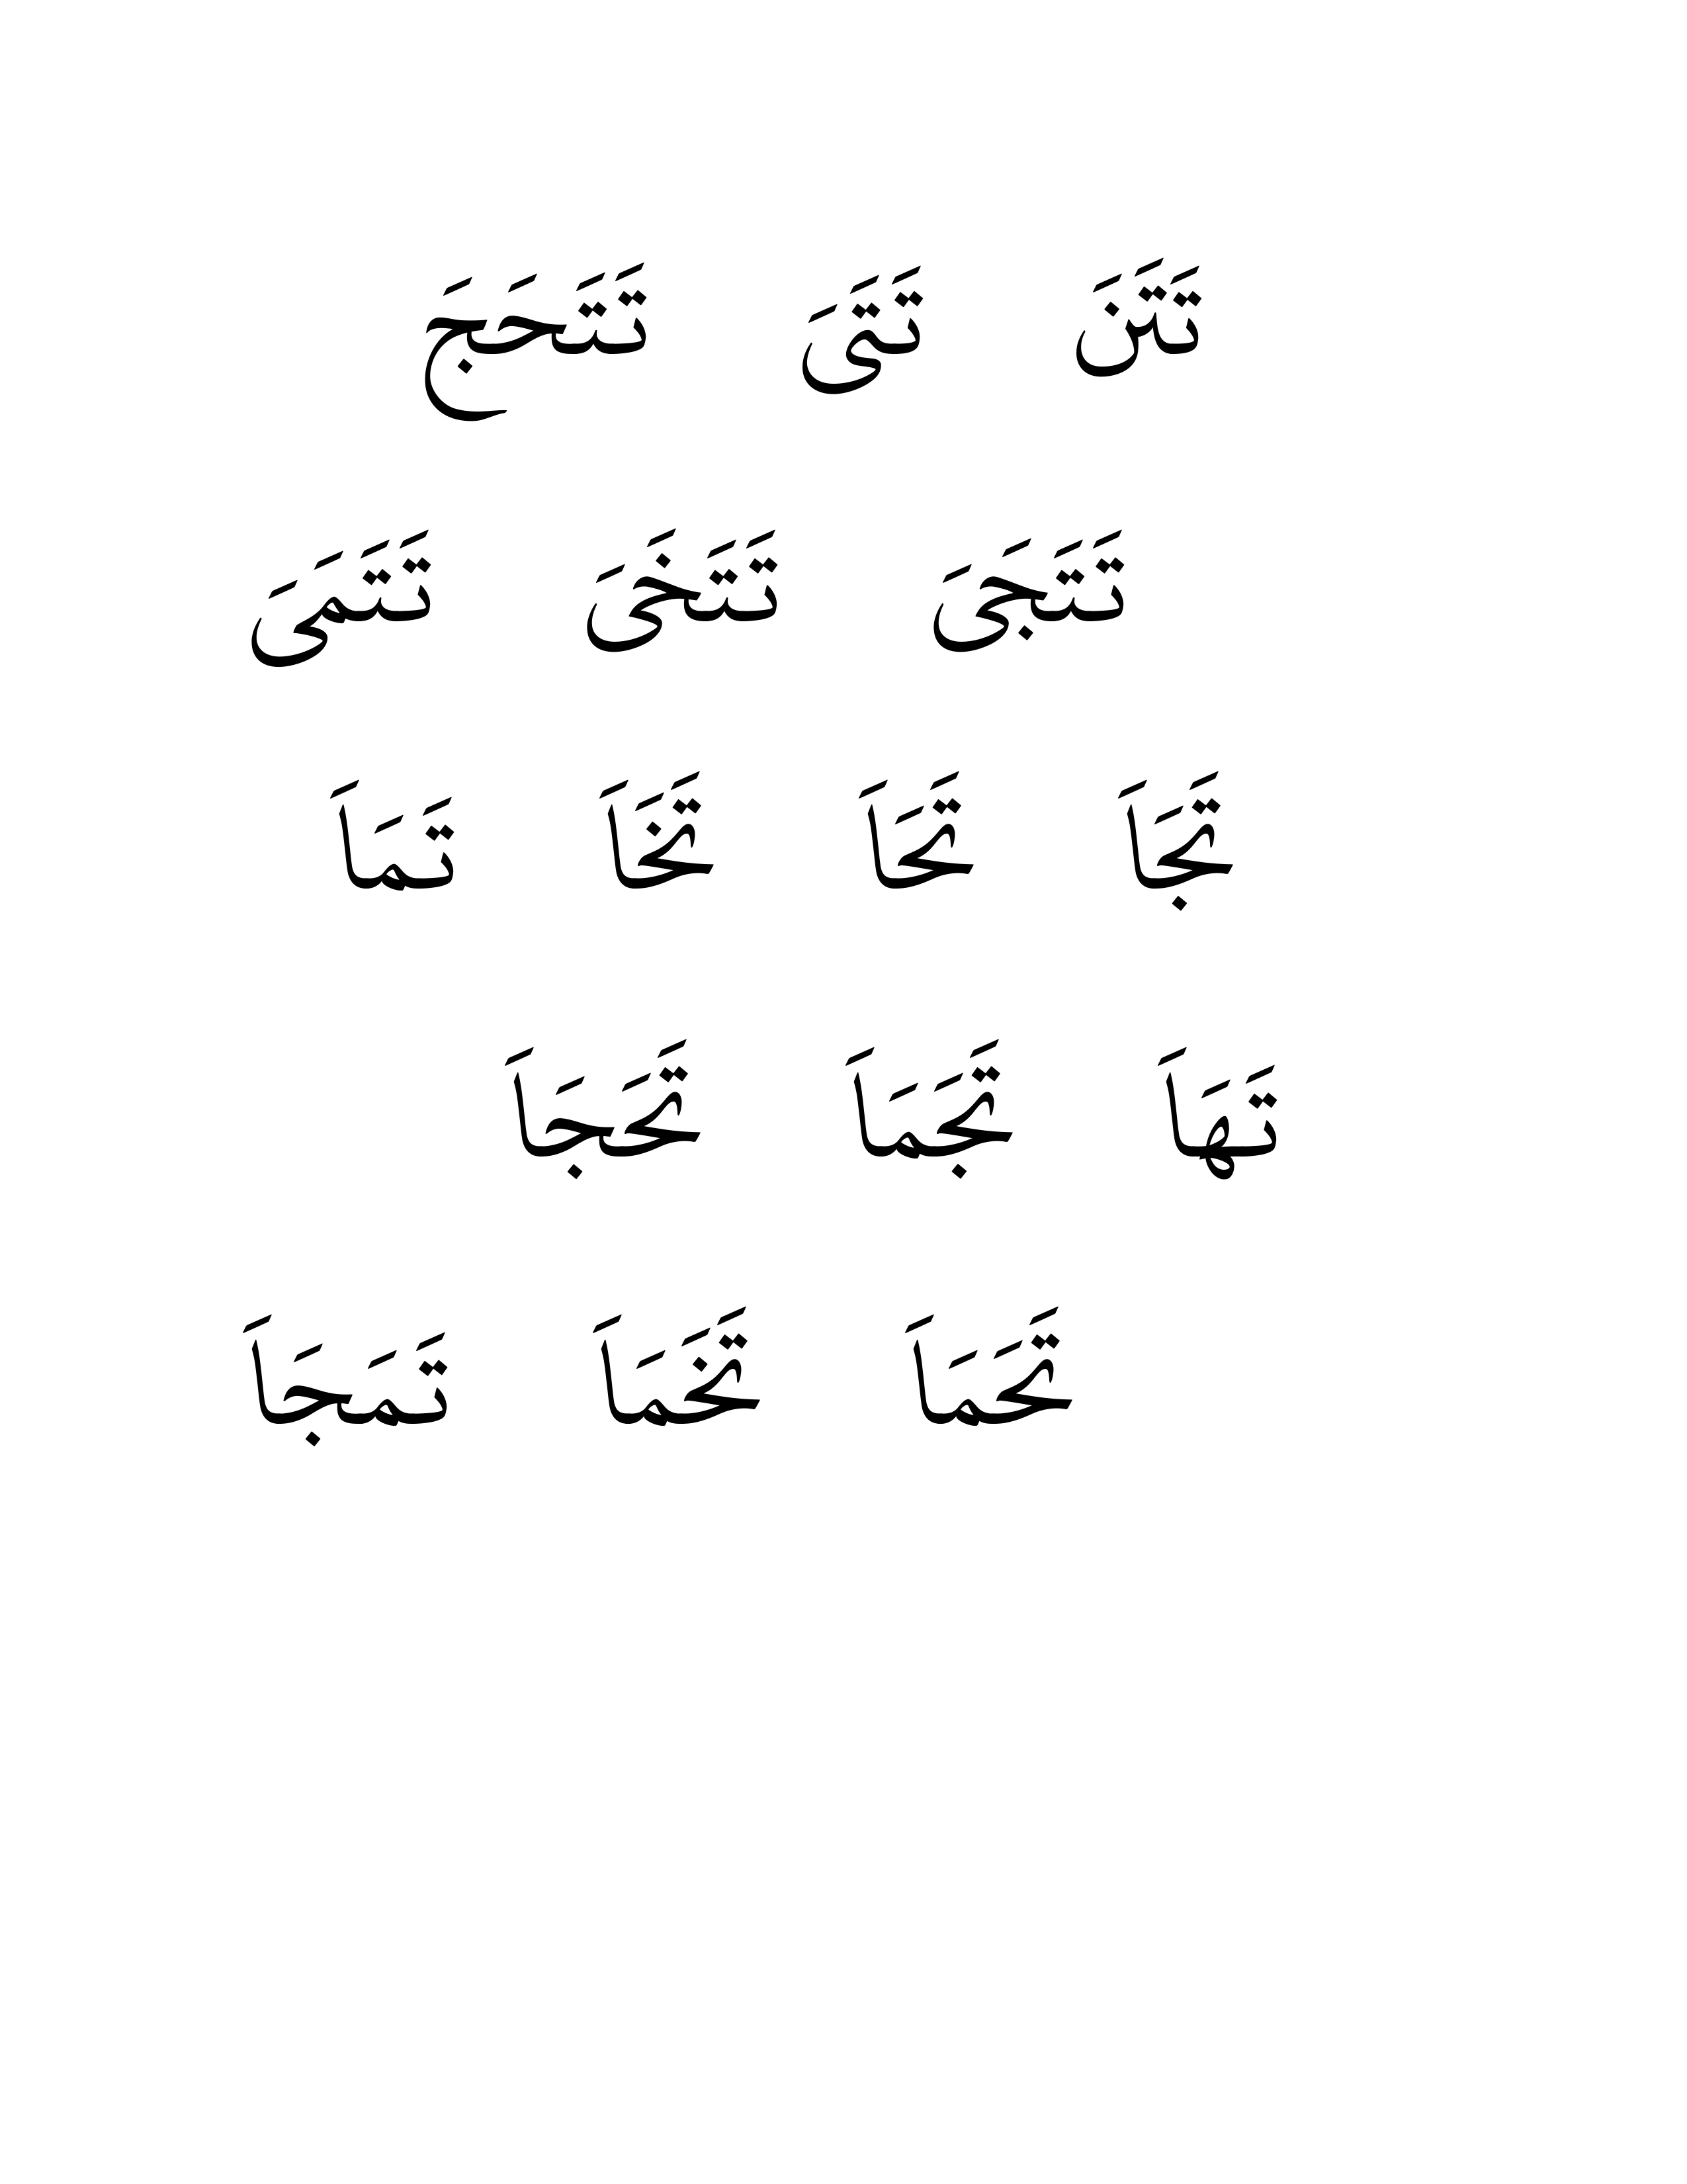 تَتَنَ تَتَىَ تَتَحَجَ
تَتَجَىَ تَتَخَىَ تَتَمَىَ
تَجَاَ تَحَاَ تَخَاَ تَمَاَ
تَهَاَ تَجَمَاَ تَحَجَاَ
تَحَمَاَ تَخَمَاَ تَمَجَاَ